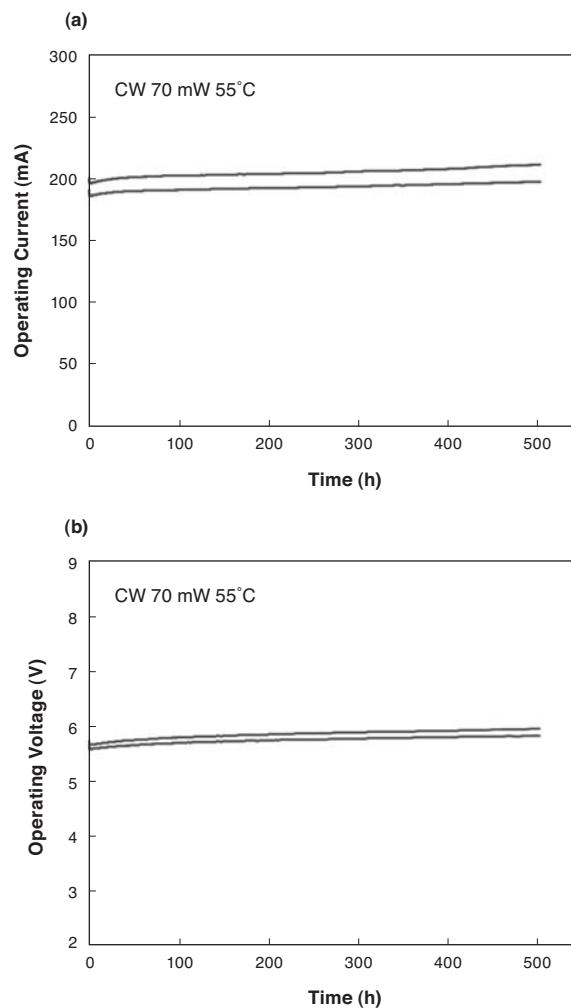 (a)
300
250
200
150
100
50
0
CW 70 mW 55˚C
Operating Current (mA)
0 100 200 300 400 500
Time (h)
(b)
9
8
7
6
5
4
3
2
CW 70 mW 55˚C
Operating Voltage (V)
0 100 200 300 400 500
Time (h)